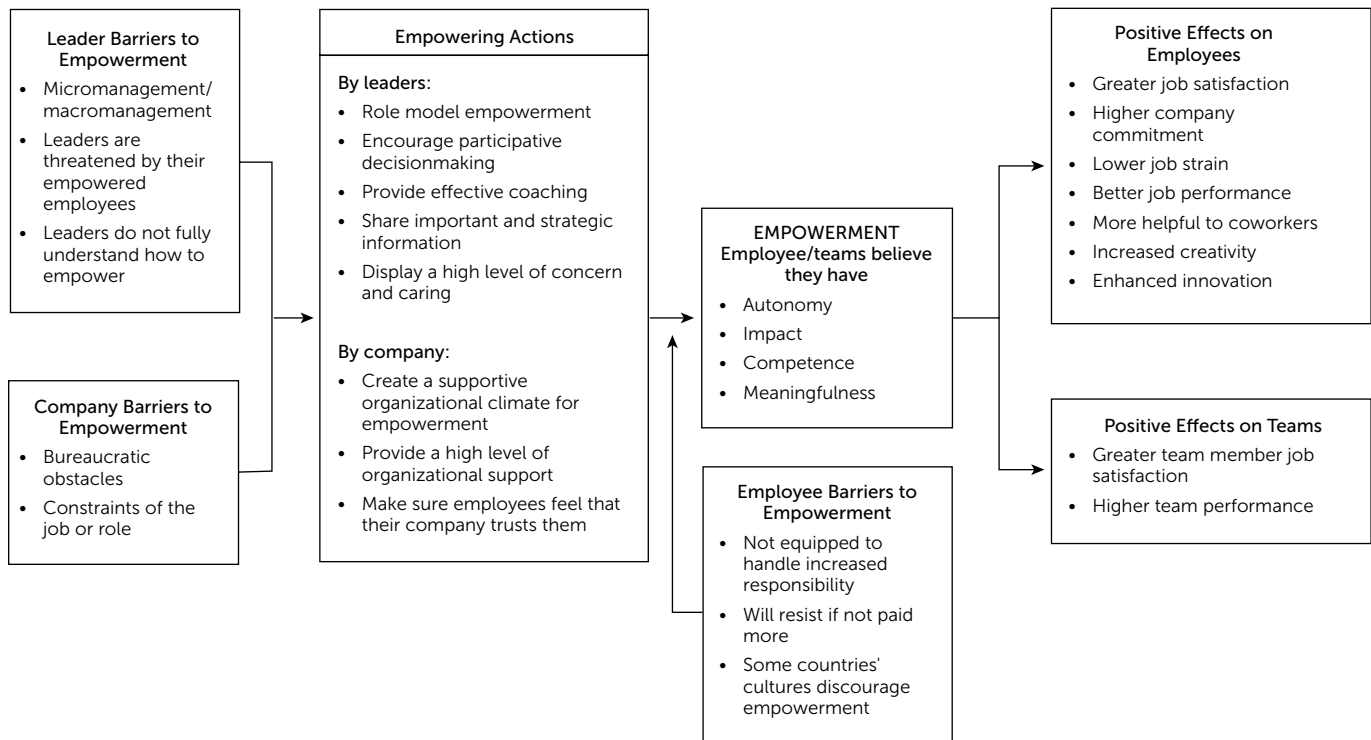 Leader Barriers to
Empowerment
• Micromanagement/
macromanagement
• Leaders are
threatened by their
empowered
employees
• Leaders do not fully
understand how to
empower
Company Barriers to
Empowerment
• Bureaucratic
obstacles
• Constraints of the
job or role
Empowering Actions
By leaders:
• Role model empowerment
• Encourage participative
decisionmaking
• Provide effective coaching
• Share important and strategic
information
• Display a high level of concern
and caring
By company:
• Create a supportive
organizational climate for
empowerment
• Provide a high level of
organizational support
• Make sure employees feel that
their company trusts them
EMPOWERMENT
Employee/teams believe
they have
• Autonomy
• Impact
• Competence
• Meaningfulness
Employee Barriers to
Empowerment
• Not equipped to
handle increased
responsibility
• Will resist if not paid
more
• Some countries'
cultures discourage
empowerment
Positive Effects on
Employees
• Greater job satisfaction
• Higher company
commitment
• Lower job strain
• Better job performance
• More helpful to coworkers
• Increased creativity
• Enhanced innovation
Positive Effects on Teams
• Greater team member job
satisfaction
• Higher team performance